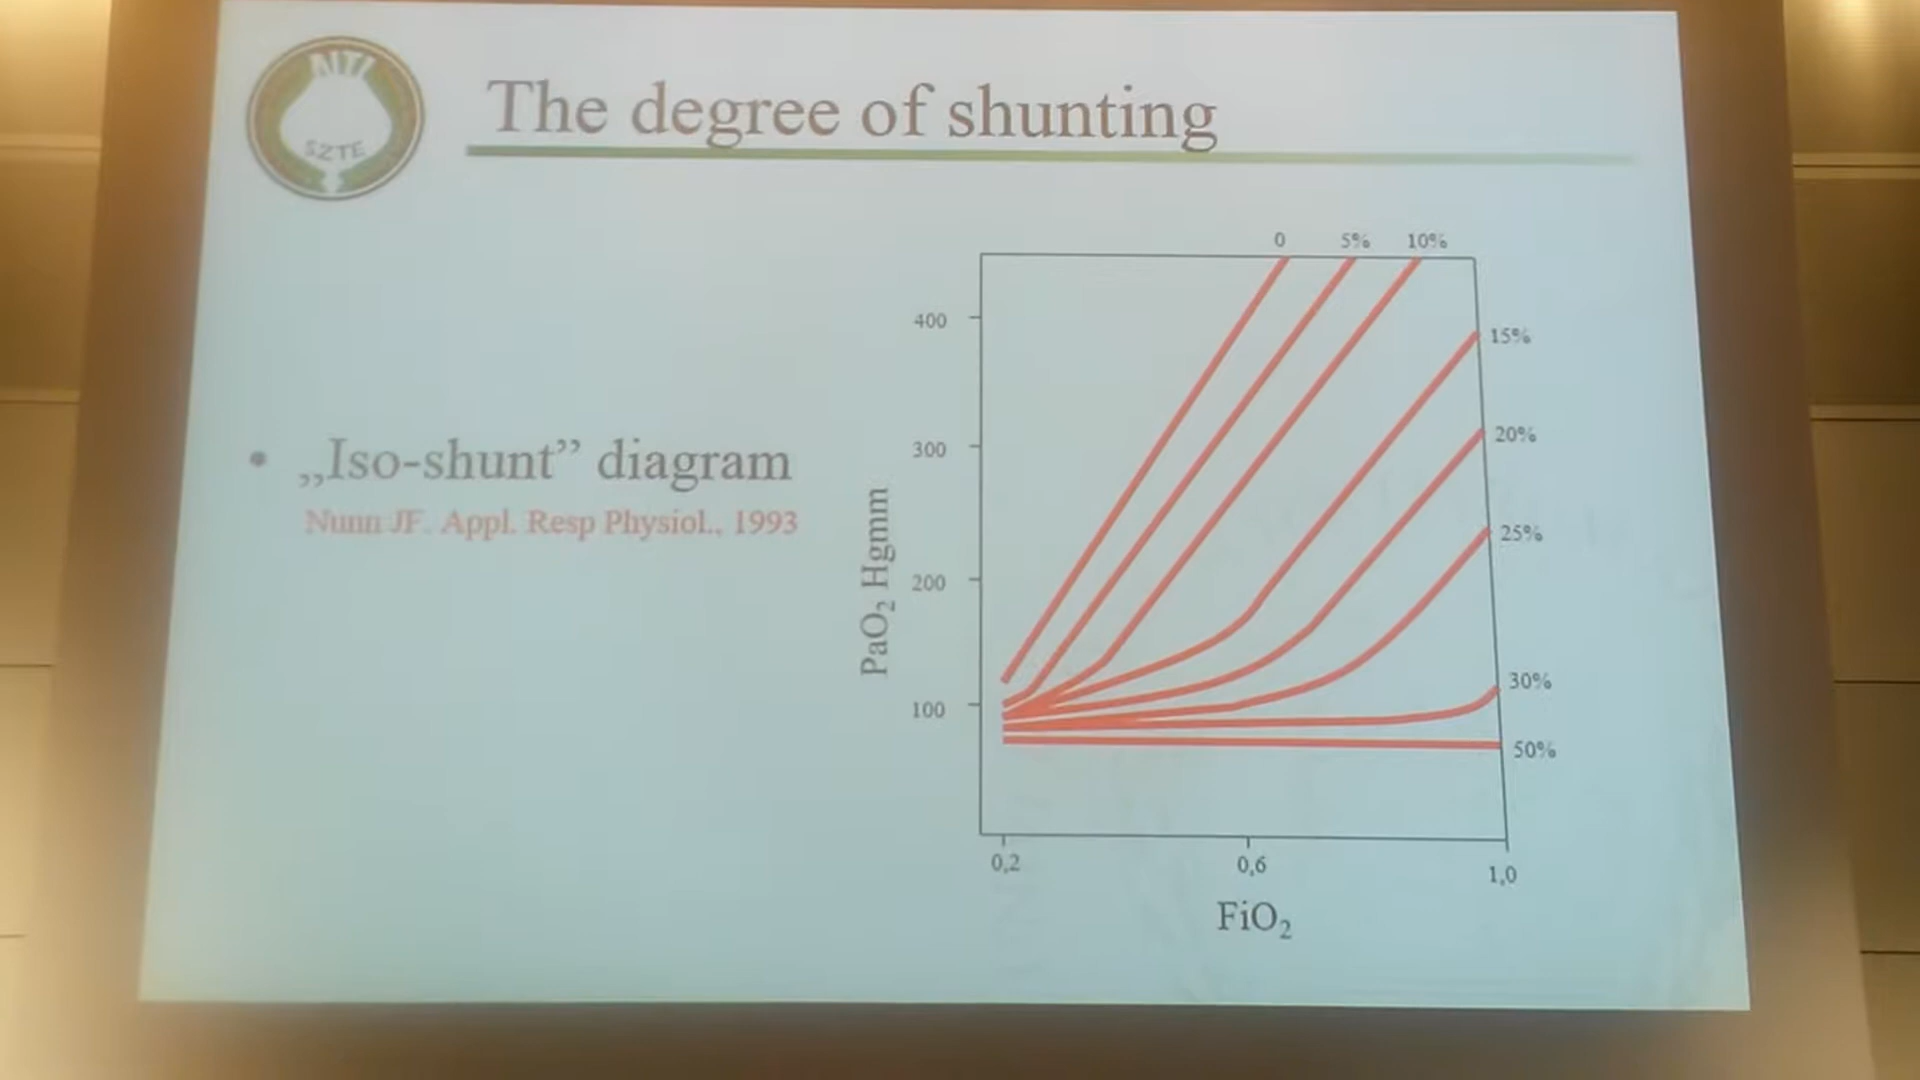 AITI
SZTE
The degree of shunting
• „Iso-shunt” diagram
Nunn JF. Appl. Resp Physiol., 1993
0 5% 10%
400
300
200
100
PaO₂ Hgmm
15%
20%
25%
30%
50%
0,2 0,6 1,0
FiO₂